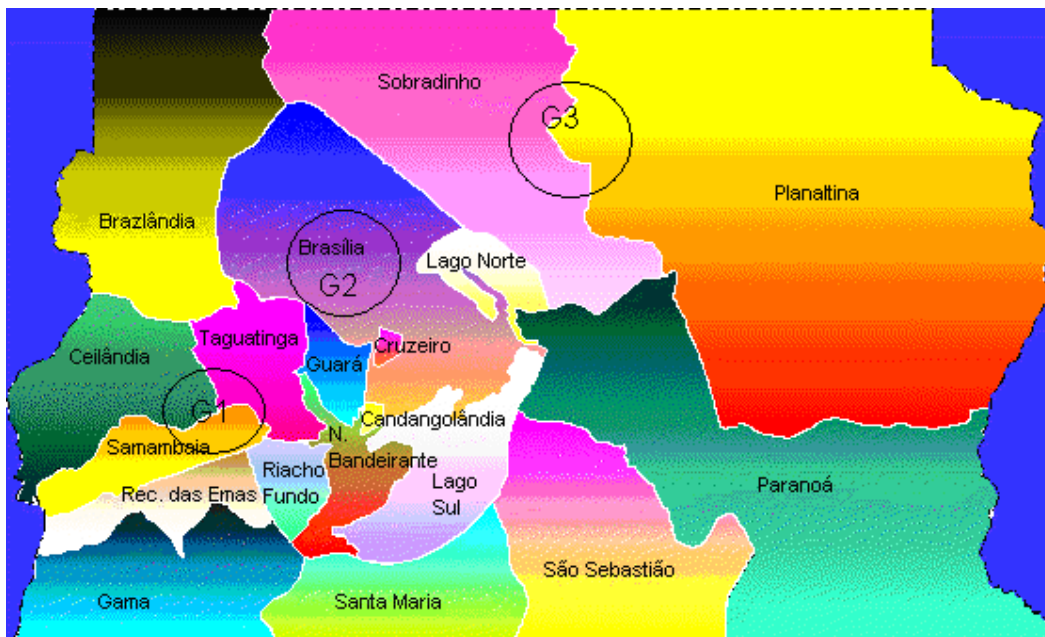 Sobradinho
G3
Planaltina
Brazlândia
Brasília
Lago Norte
G2
Taguatinga
Cruzeiro
Ceilândia
Guará
G1
Candangolândia
N.
Samambaia
Bandeirante
Riacho
Fundo
Rec. das Emas
Lago
Sul
Paranoá
São Sebastião
Gama
Santa Maria